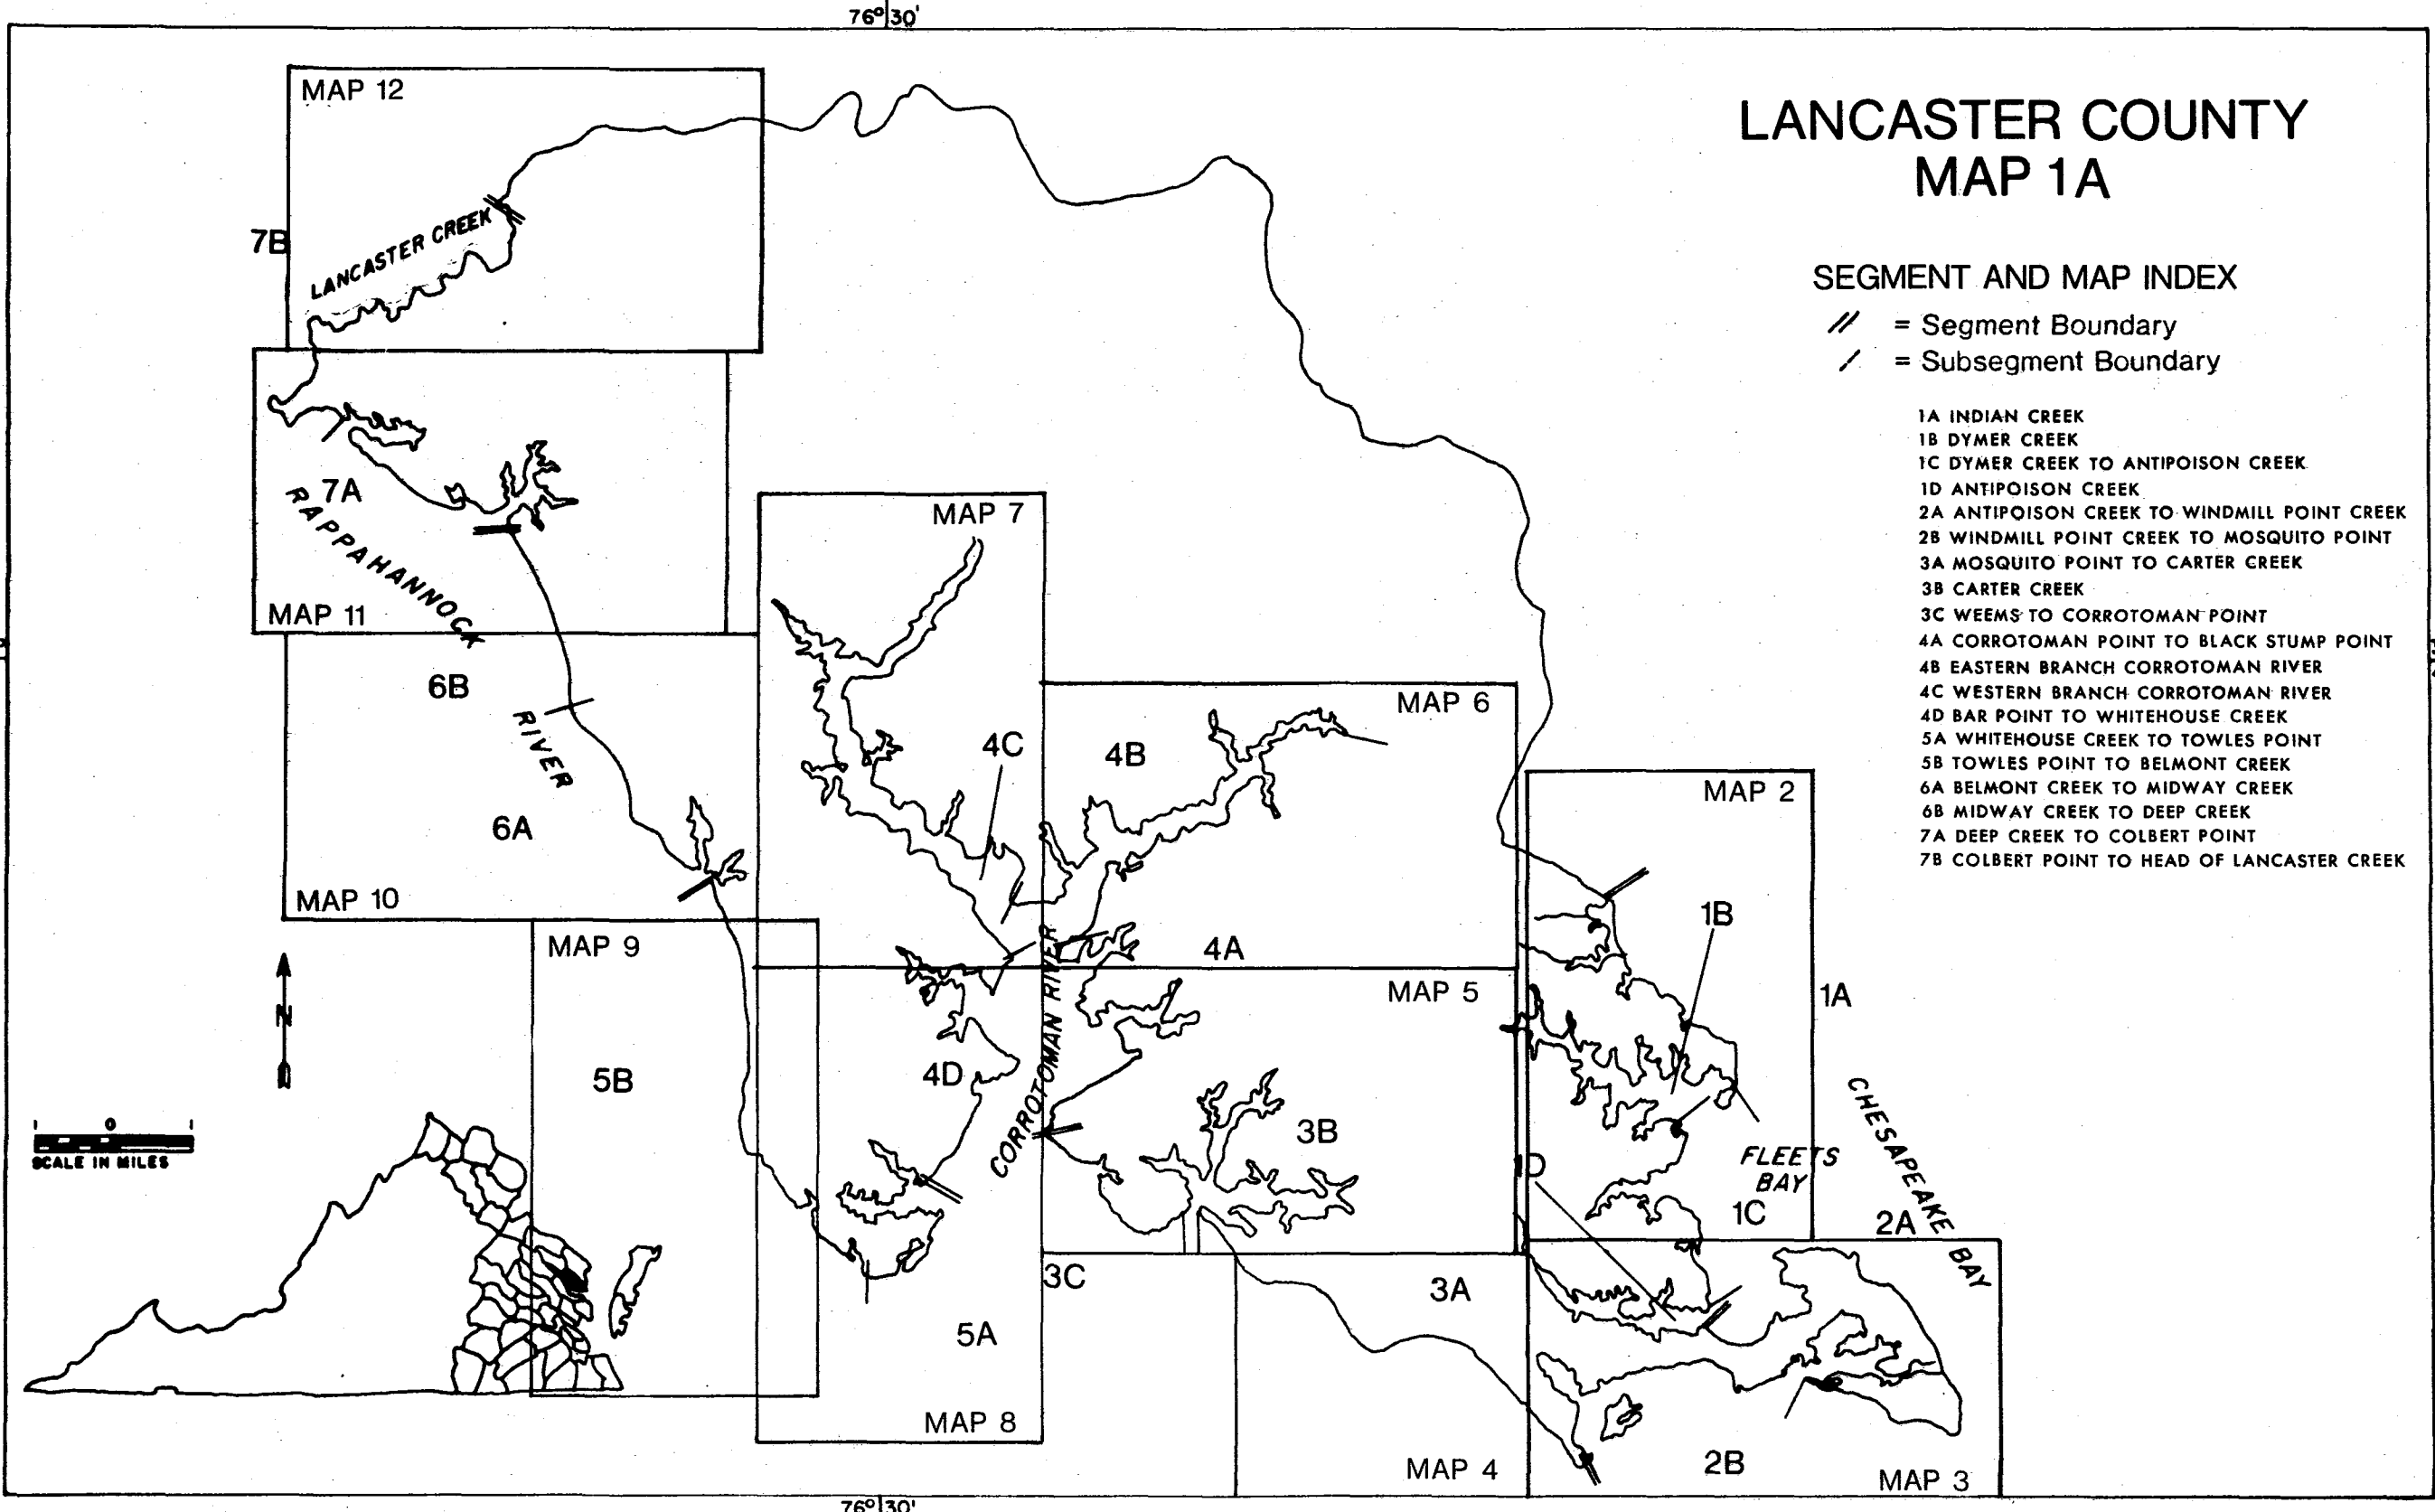 76°30'
LANCASTER COUNTY
MAP 1A
SEGMENT AND MAP INDEX
// = Segment Boundary
/ = Subsegment Boundary
1A INDIAN CREEK
1B DYMER CREEK
1C DYMER CREEK TO ANTIPOISON CREEK
1D ANTIPOISON CREEK
2A ANTIPOISON CREEK TO WINDMILL POINT CREEK
2B WINDMILL POINT CREEK TO MOSQUITO POINT
3A MOSQUITO POINT TO CARTER CREEK
3B CARTER CREEK
3C WEEMS TO CORROTOMAN POINT
4A CORROTOMAN POINT TO BLACK STUMP POINT
4B EASTERN BRANCH CORROTOMAN RIVER
4C WESTERN BRANCH CORROTOMAN RIVER
4D BAR POINT TO WHITEHOUSE CREEK
5A WHITEHOUSE CREEK TO TOWLES POINT
5B TOWLES POINT TO BELMONT CREEK
6A BELMONT CREEK TO MIDWAY CREEK
6B MIDWAY CREEK TO DEEP CREEK
7A DEEP CREEK TO COLBERT POINT
7B COLBERT POINT TO HEAD OF LANCASTER CREEK
MAP 12
7B
LANCASTER CREEK
7A
RAPPAHANNOCK
RIVER
MAP 11
MAP 7
6B
6A
MAP 10
4C
4B
MAP 6
MAP 2
1B
MAP 9
4A
MAP 5
1A
N
5B
4D
CORROTOMAN RIVER
3B
1D
FLEETS
BAY
1C
CHESAPEAKE BAY
2A
1 0 1
SCALE IN MILES
3C
3A
5A
MAP 8
MAP 4
2B
MAP 3
76°30'